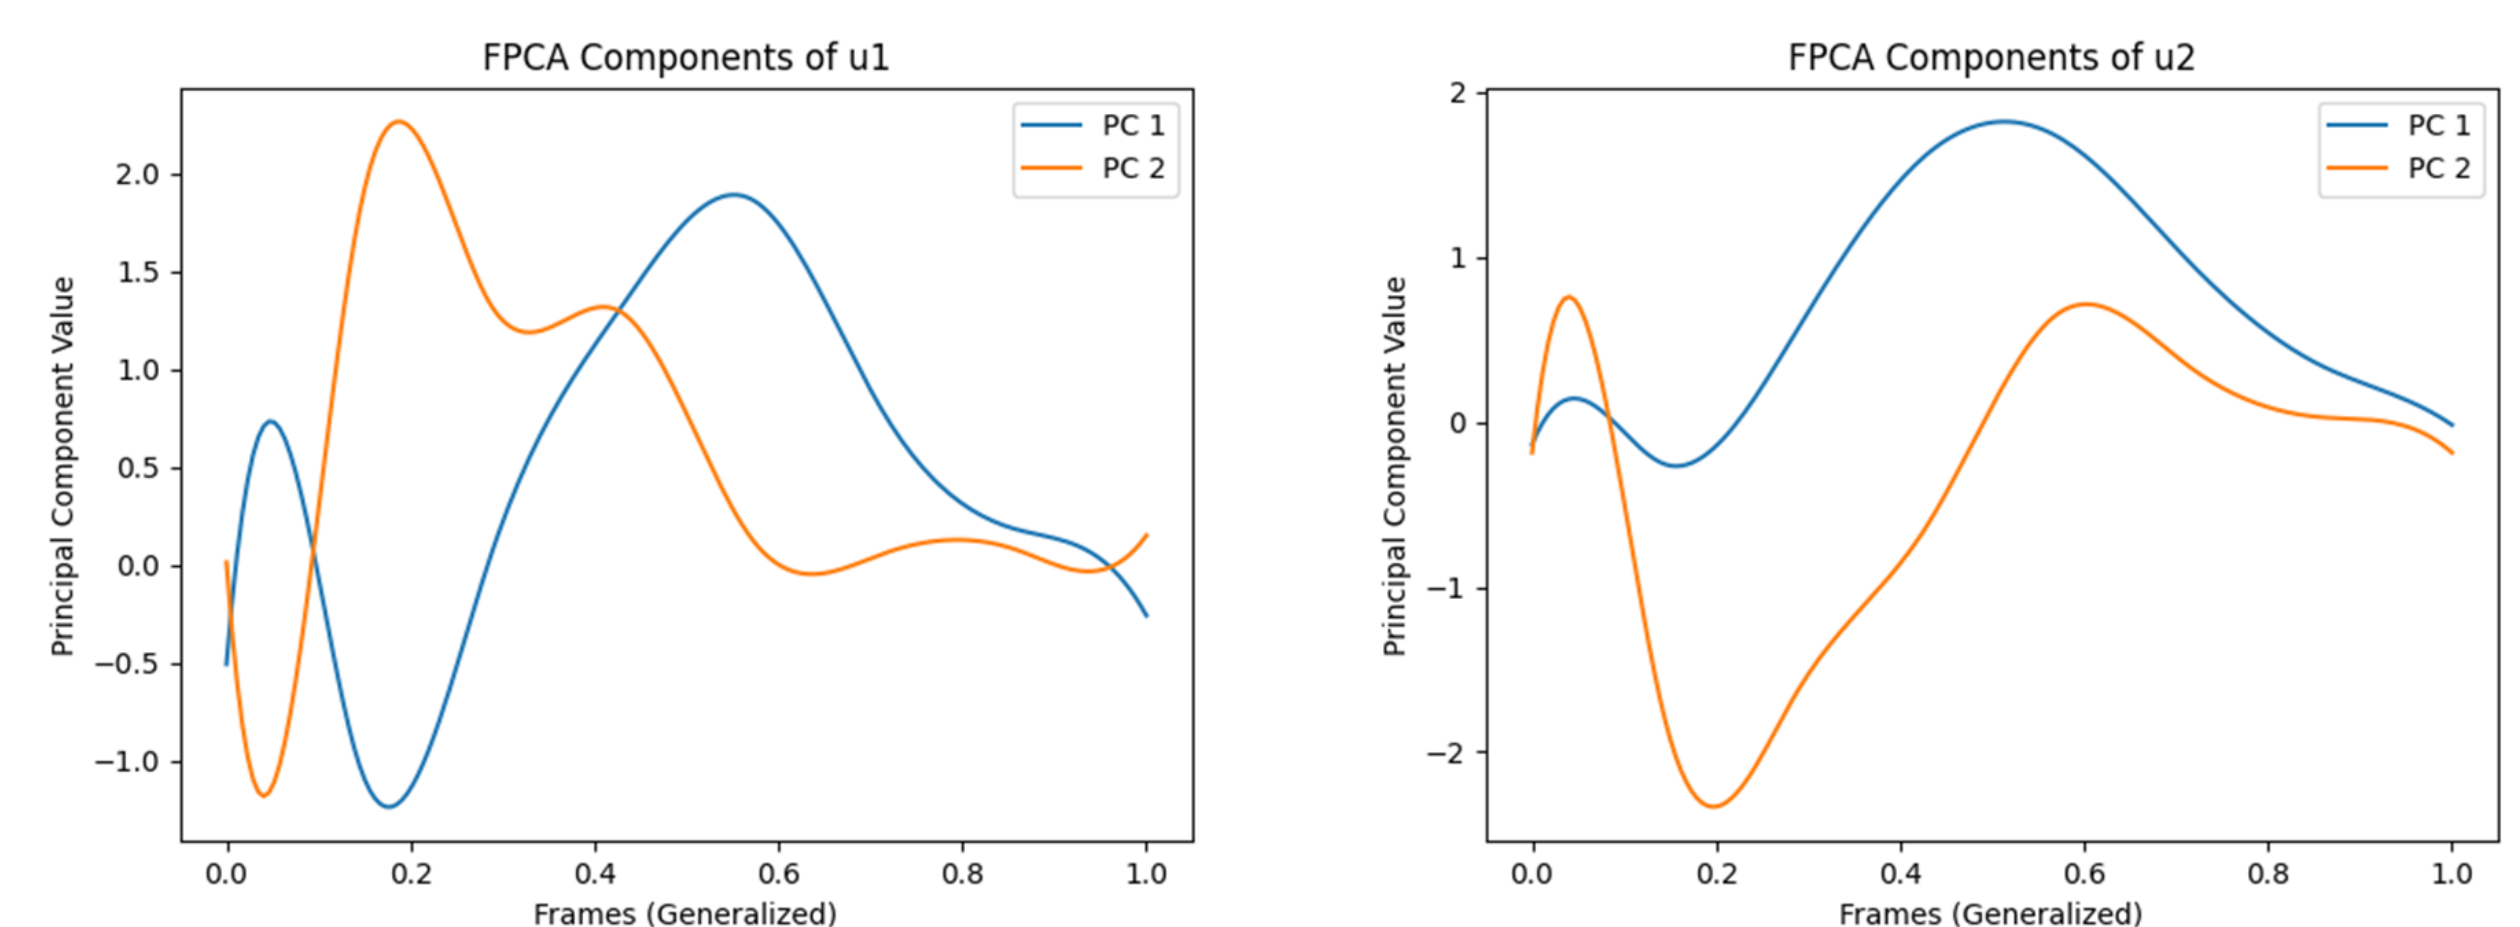 FPCA Components of u1
PC 1
PC 2
Principal Component Value
2.0
1.5
1.0
0.5
0.0
−0.5
−1.0
0.0 0.2 0.4 0.6 0.8 1.0
Frames (Generalized)
FPCA Components of u2
PC 1
PC 2
Principal Component Value
2
1
0
−1
−2
0.0 0.2 0.4 0.6 0.8 1.0
Frames (Generalized)